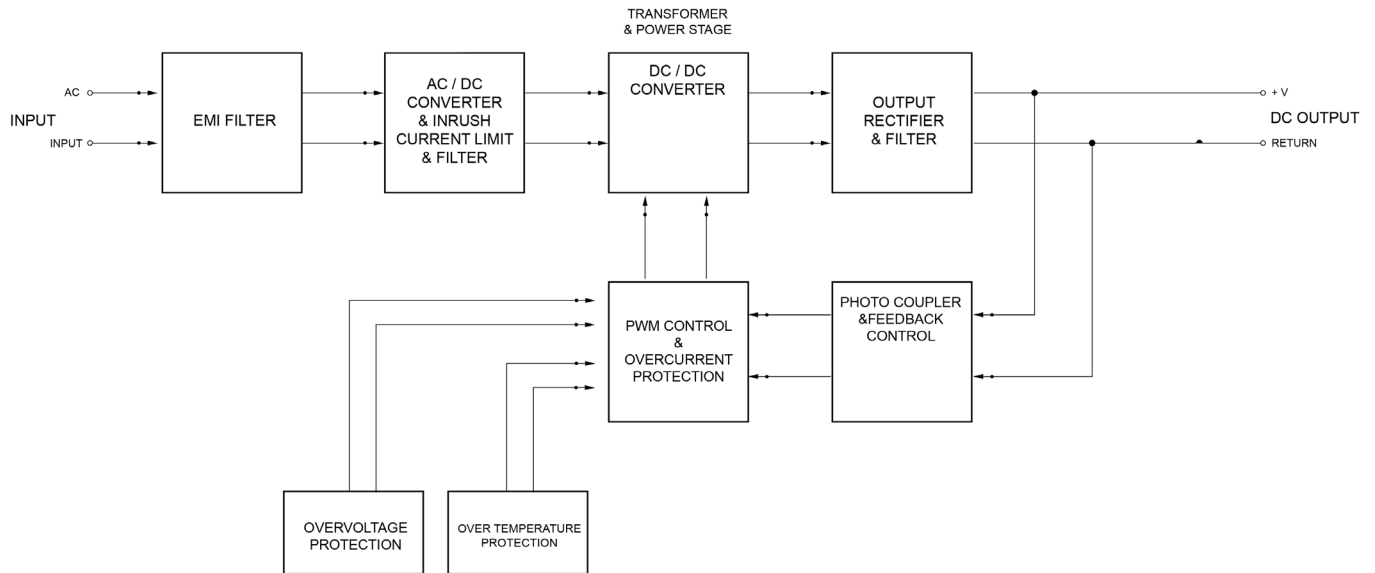 TRANSFORMER
& POWER STAGE
INPUT
AC
INPUT
EMI FILTER
AC / DC
CONVERTER
& INRUSH
CURRENT LIMIT
& FILTER
DC / DC
CONVERTER
OUTPUT
RECTIFIER
& FILTER
+ V
DC OUTPUT
RETURN
PWM CONTROL
&
OVERCURRENT
PROTECTION
PHOTO COUPLER
&FEEDBACK
CONTROL
OVERVOLTAGE
PROTECTION
OVER TEMPERATURE
PROTECTION